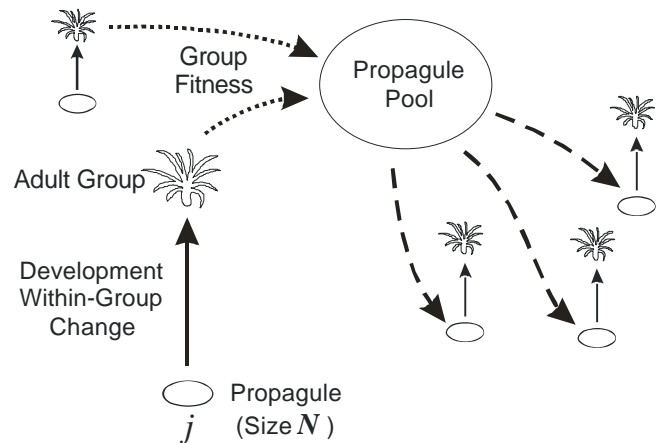 Group
Fitness
Propagule
Pool
Adult Group
Development
Within-Group
Change
Propagule
j (Size N )